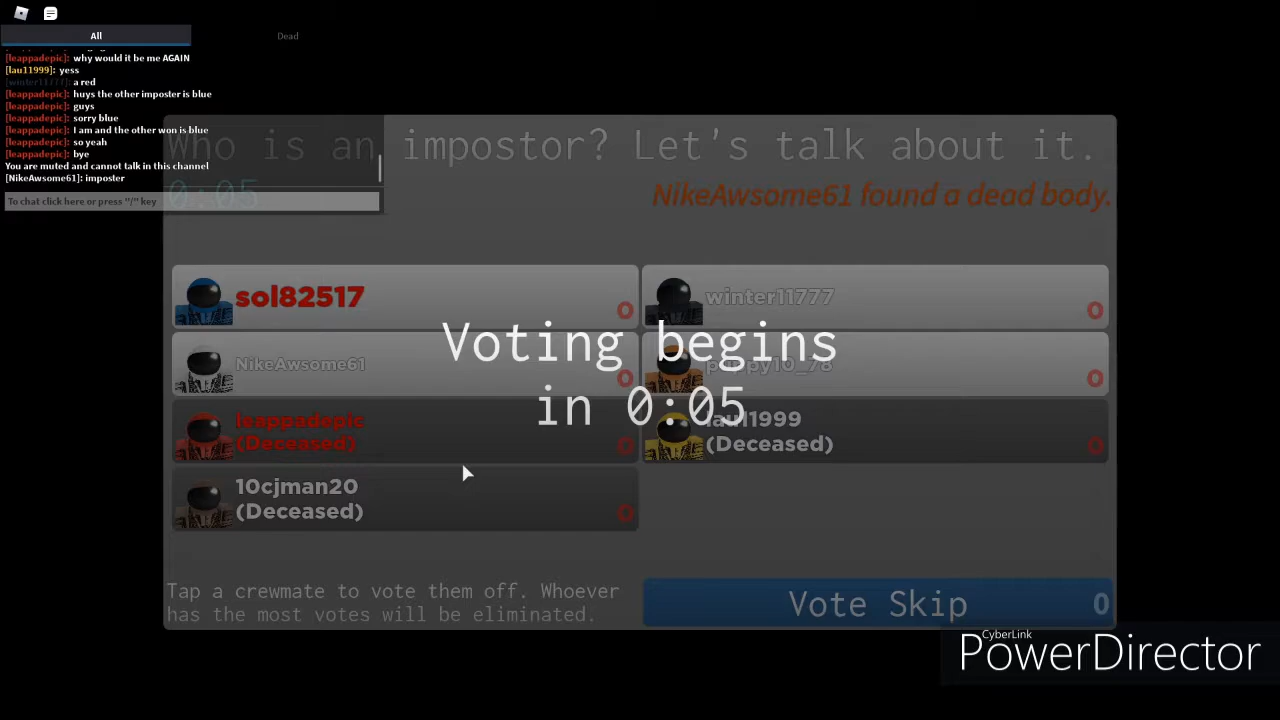 All
Dead
[leappadepic]: why would it be me AGAIN
[lau11999]: yess
[winter11777]: a red
[leappadepic]: huys the other imposter is blue
[leappadepic]: guys
[leappadepic]: sorry blue
[leappadepic]: I am and the other won is blue
[leappadepic]: so yeah
[leappadepic]: bye
You are muted and cannot talk in this channel
[NikeAwsome61]: imposter
To chat click here or press "/" key
Who is an impostor? Let's talk about it.
0:05
NikeAwsome61 found a dead body.
sol82517
0
winter11777
0
Voting begins
in 0:05
NikeAwsome61
0
puppy10_78
0
leappadepic
(Deceased)
0
lau11999
(Deceased)
0
10cjman20
(Deceased)
0
Tap a crewmate to vote them off. Whoever
has the most votes will be eliminated.
Vote Skip
0
CyberLink
PowerDirector